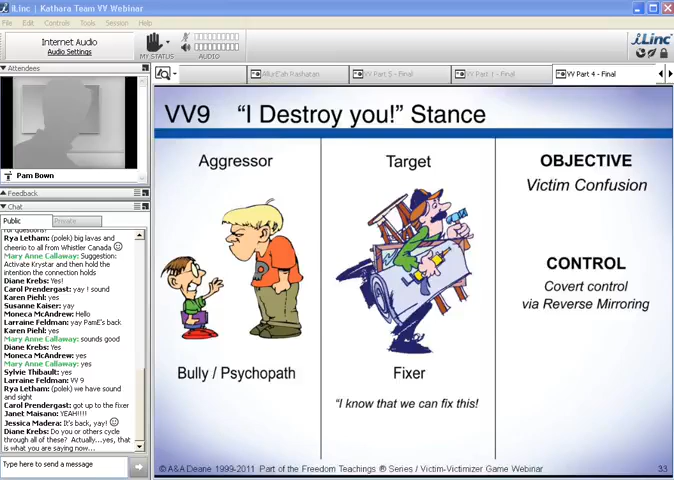 iLinc | Kathara Team VV Webinar
File Edit Controls Tools Session Help
Internet Audio
Audio Settings
MY STATUS
AUDIO
iLinc
Attendees
Pam Bown
Feedback
Chat
Public Private
for questions?
Rya Letham: (polek) big lavas and
cheerio to all from Whistler Canada
Mary Anne Callaway: Suggestion:
Activate Krystar and then hold the
intention the connection holds
Diane Krebs: Yes!
Carol Prendergast: yay ! sound
Karen Piehl: yes
Susanne Kaiser: yay
Moneca McAndrew: Hello
Larraine Feldman: yay PamE's back
Karen Piehl: yes
Mary Anne Callaway: sounds good
Diane Krebs: Yes
Moneca McAndrew: yes
Mary Anne Callaway: yes
Sylvie Thibault: yes
Larraine Feldman: VV 9
Rya Letham: (polek) we have sound
and sight
Carol Prendergast: got up to the fixer
Janet Maisano: YEAH!!!!
Jessica Madera: It's back, yay!
Diane Krebs: Do you or others cycle
through all of these? Actually...yes, that
is what you are saying now...
Type here to send a message
AllurEah Rashatan VV Part 5 - Final VV Part 1 - Final VV Part 4 - Final
VV9 "I Destroy you!" Stance
Aggressor
Bully / Psychopath
Target
Fixer
"I know that we can fix this!
OBJECTIVE
Victim Confusion
CONTROL
Covert control
via Reverse Mirroring
© A&A Deane 1999-2011 Part of the Freedom Teachings ® Series / Victim-Victimizer Game Webinar
33